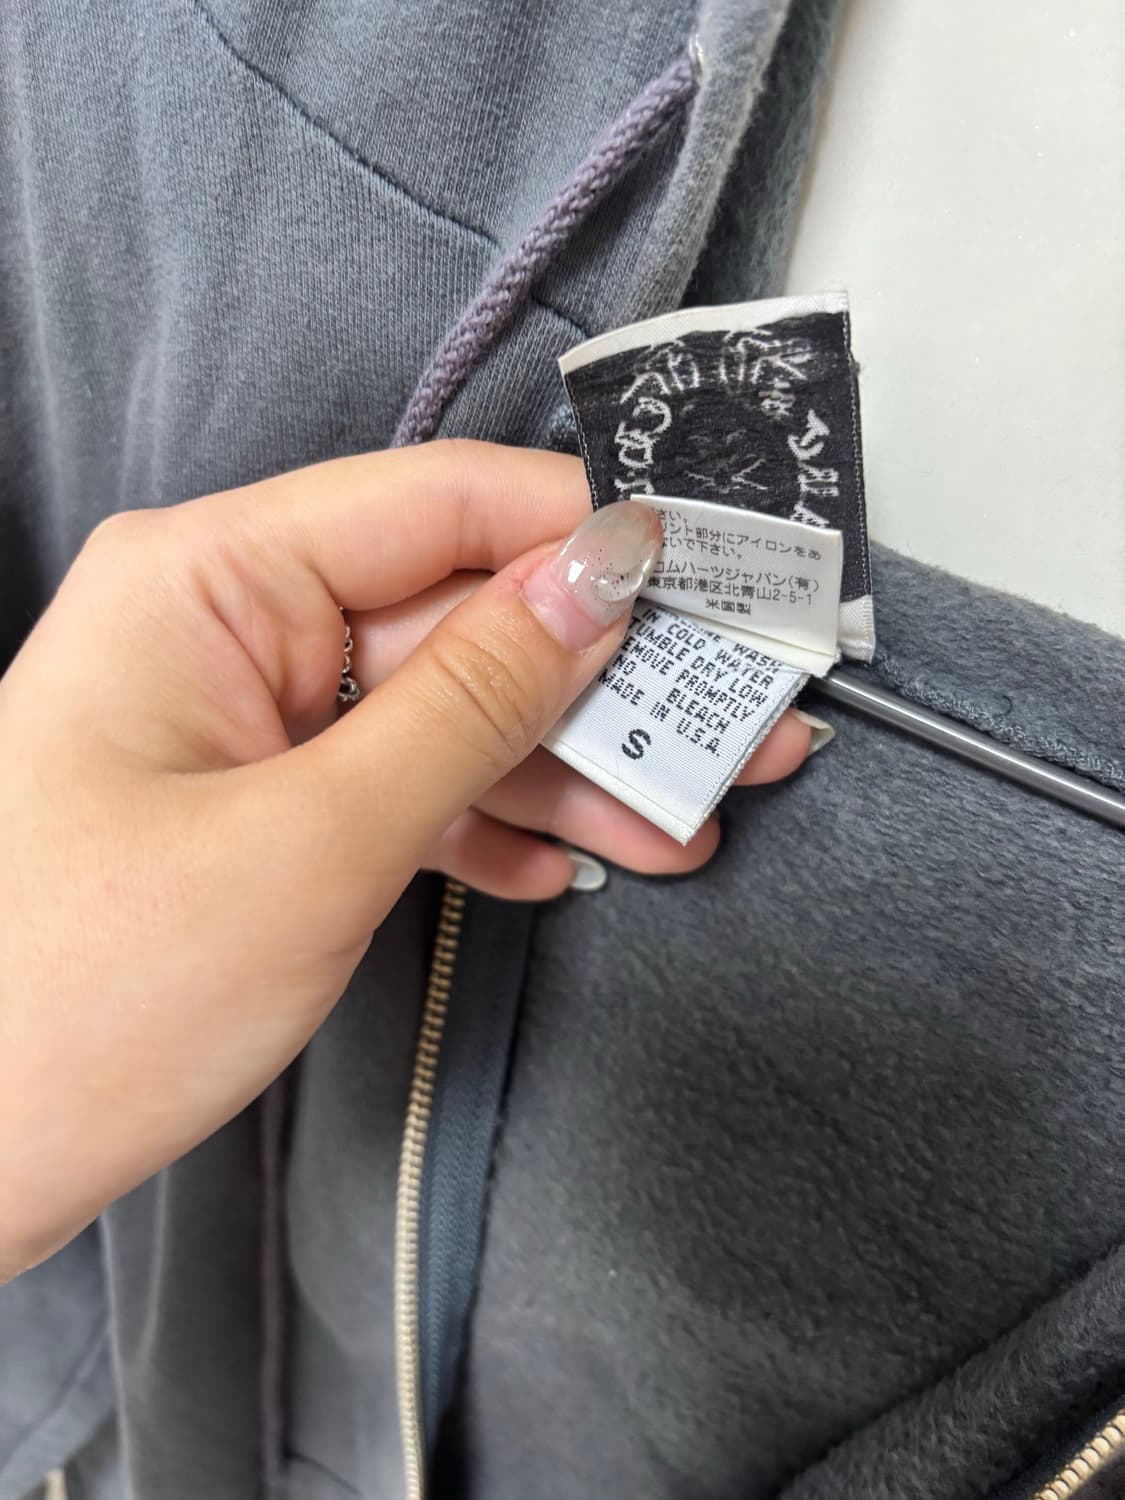 さい。
リント部分にアイロンをあ
ないで下さい。
ロムハーツジャパン(有)
東京都港区北青山2-5-1
米国製
WASH
IN COLD WATER
TUMBLE DRY LOW
REMOVE PROMPTLY
NO BLEACH
MADE IN U.S.A.
S